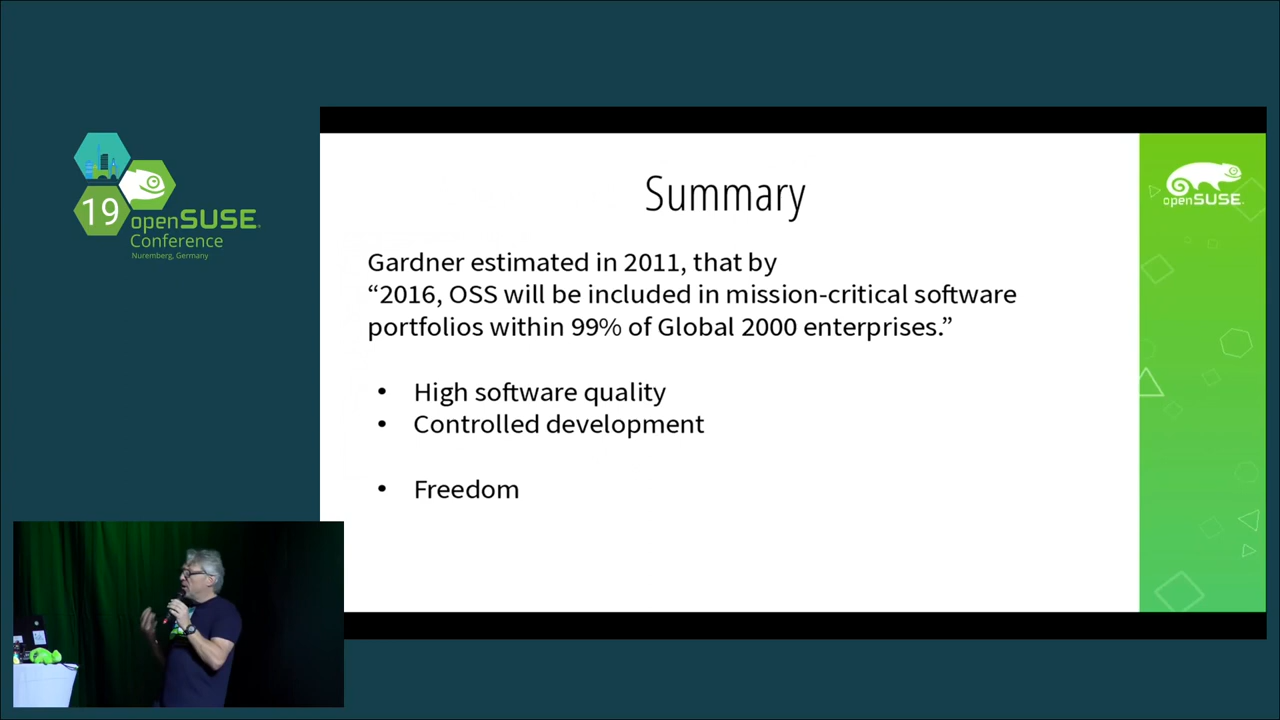 19
openSUSE
Conference
Nuremberg, Germany
openSUSE
Summary
Gardner estimated in 2011, that by
“2016, OSS will be included in mission-critical software
portfolios within 99% of Global 2000 enterprises.”
• High software quality
• Controlled development
• Freedom